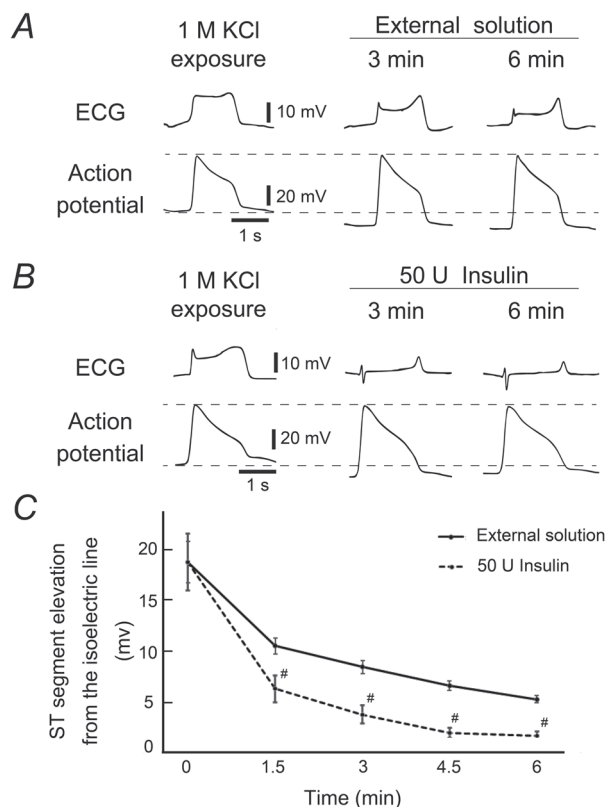 A
1 M KCl
exposure
External solution
3 min
6 min
ECG
10 mV
Action
potential
20 mV
1 s
B
1 M KCl
exposure
50 U Insulin
3 min
6 min
ECG
10 mV
Action
potential
20 mV
1 s
C
ST segment elevation
from the isoelectric line
(mv)
20
15
10
5
0
External solution
50 U Insulin
#
#
#
#
0
1.5
3
4.5
6
Time (min)